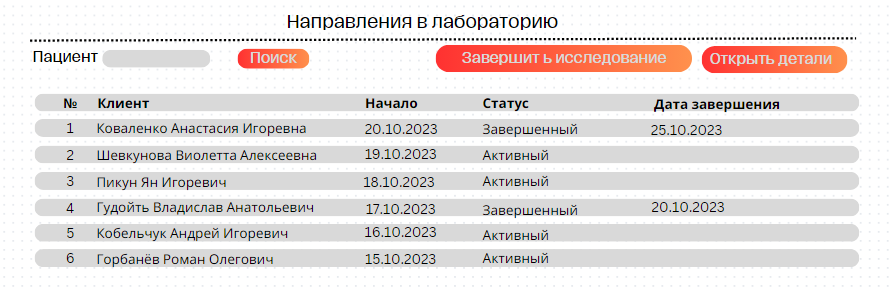 Направления в лабораторию
Пациент Поиск Завершит ь исследование Открыть детали
№ Клиент Начало Статус Дата завершения
1 Коваленко Анастасия Игоревна 20.10.2023 Завершенный 25.10.2023
2 Шевкунова Виолетта Алексеевна 19.10.2023 Активный
3 Пикун Ян Игоревич 18.10.2023 Активный
4 Гудойть Владислав Анатольевич 17.10.2023 Завершенный 20.10.2023
5 Кобельчук Андрей Игоревич 16.10.2023 Активный
6 Горбанёв Роман Олегович 15.10.2023 Активный